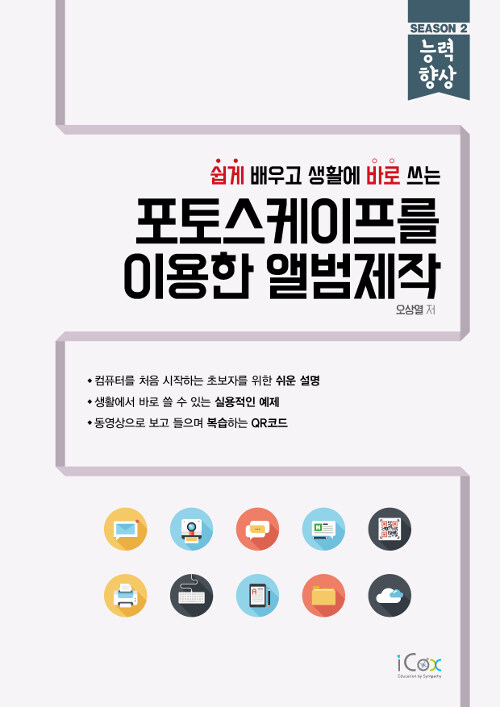 SEASON 2
능력
향상
쉽게 배우고 생활에 바로 쓰는
포토스케이프를
이용한 앨범제작
오상열 저
• 컴퓨터를 처음 시작하는 초보자를 위한 쉬운 설명
• 생활에서 바로 쓸 수 있는 실용적인 예제
• 동영상으로 보고 들으며 복습하는 QR코드
iCox
Education by Sympathy